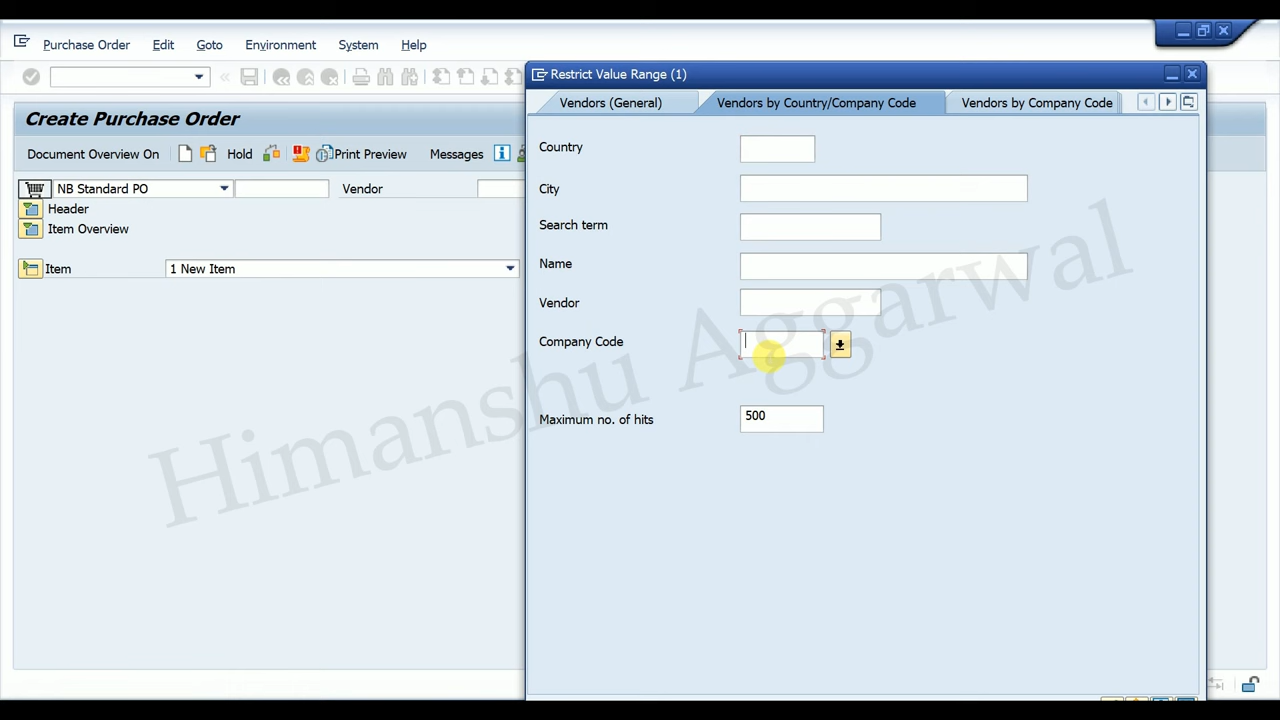 Purchase Order Edit Goto Environment System Help
Restrict Value Range (1)
Vendors (General) Vendors by Country/Company Code Vendors by Company Code
Create Purchase Order
Document Overview On Hold Print Preview Messages
NB Standard PO Vendor
Header
Item Overview
Item 1 New Item
Country
City
Search term
Name
Vendor
Company Code
Maximum no. of hits 500
Himanshu Aggarwal